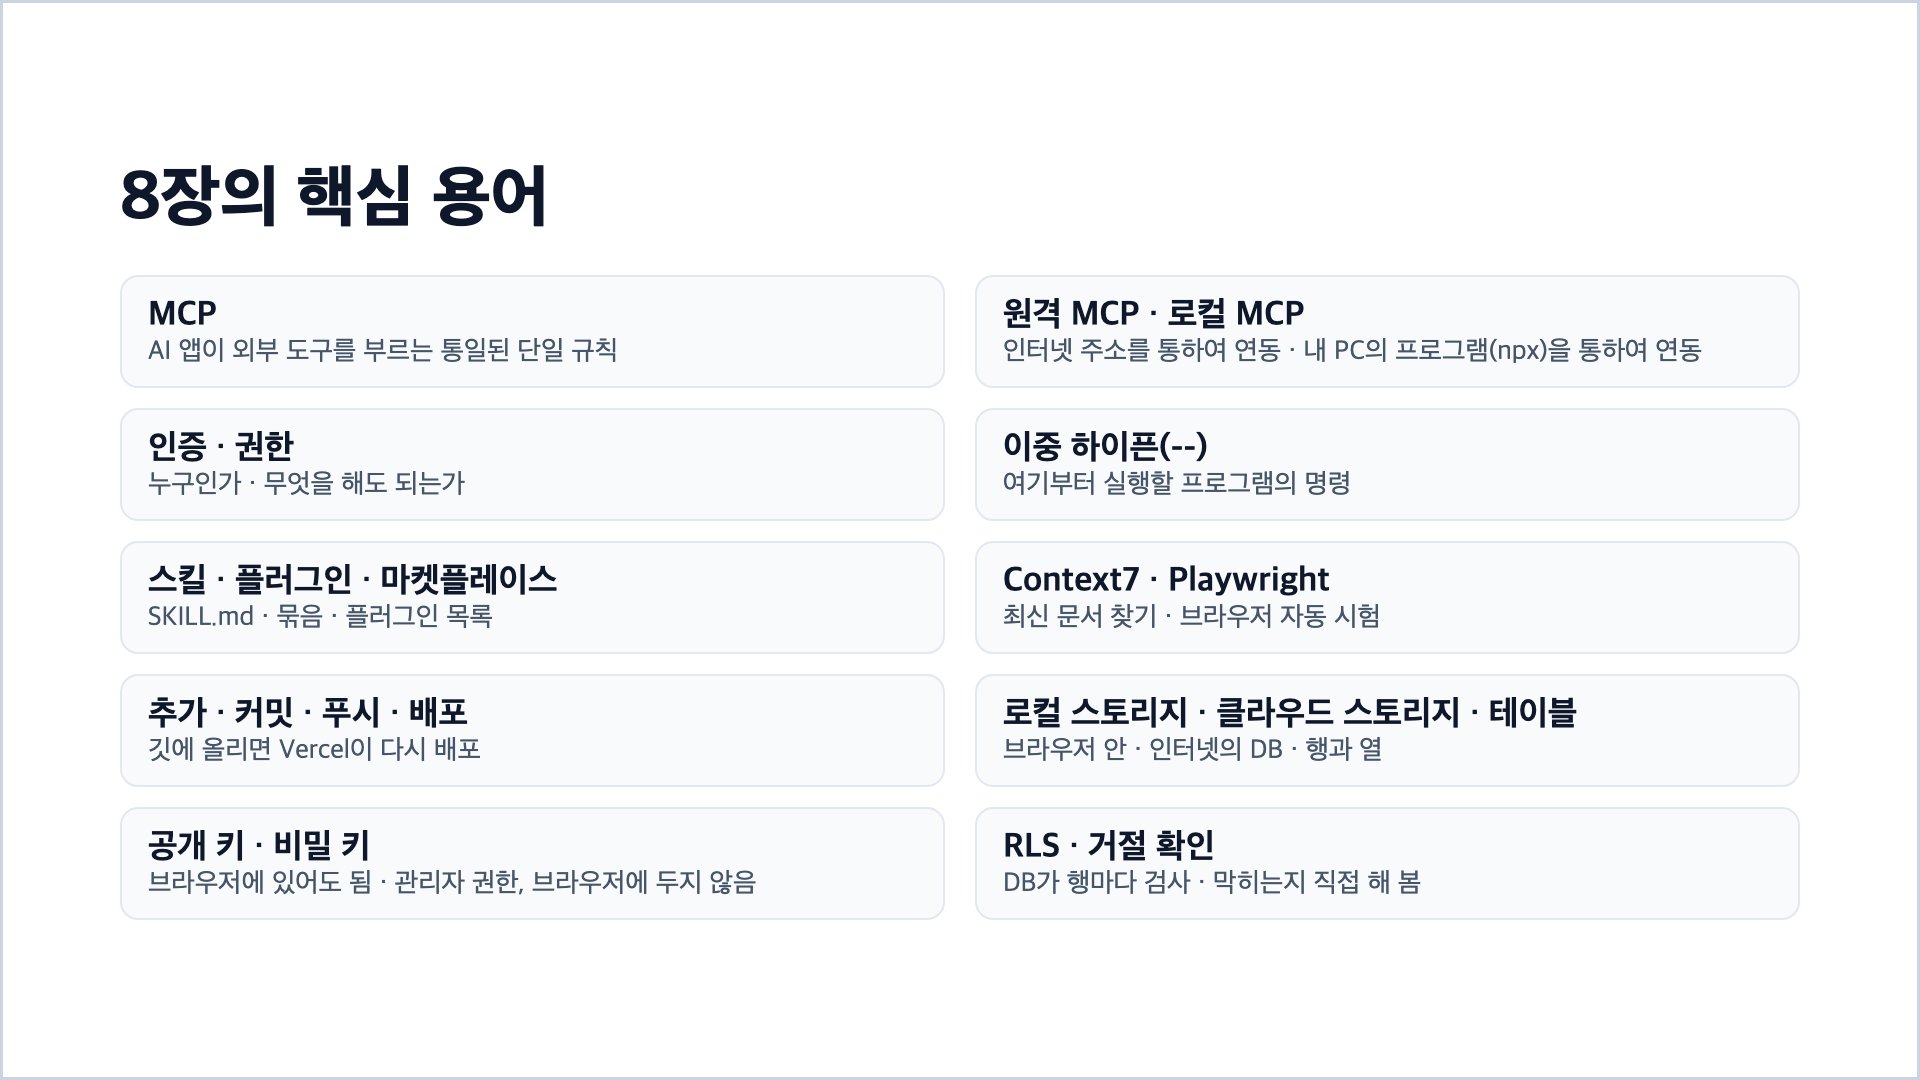 8장의 핵심 용어
MCP
AI 앱이 외부 도구를 부르는 통일된 단일 규칙
원격 MCP · 로컬 MCP
인터넷 주소를 통하여 연동 · 내 PC의 프로그램(npx)을 통하여 연동
인증 · 권한
누구인가 · 무엇을 해도 되는가
이중 하이픈(--)
여기부터 실행할 프로그램의 명령
스킬 · 플러그인 · 마켓플레이스
SKILL.md · 묶음 · 플러그인 목록
Context7 · Playwright
최신 문서 찾기 · 브라우저 자동 시험
추가 · 커밋 · 푸시 · 배포
깃에 올리면 Vercel이 다시 배포
로컬 스토리지 · 클라우드 스토리지 · 테이블
브라우저 안 · 인터넷의 DB · 행과 열
공개 키 · 비밀 키
브라우저에 있어도 됨 · 관리자 권한, 브라우저에 두지 않음
RLS · 거절 확인
DB가 행마다 검사 · 막히는지 직접 해 봄